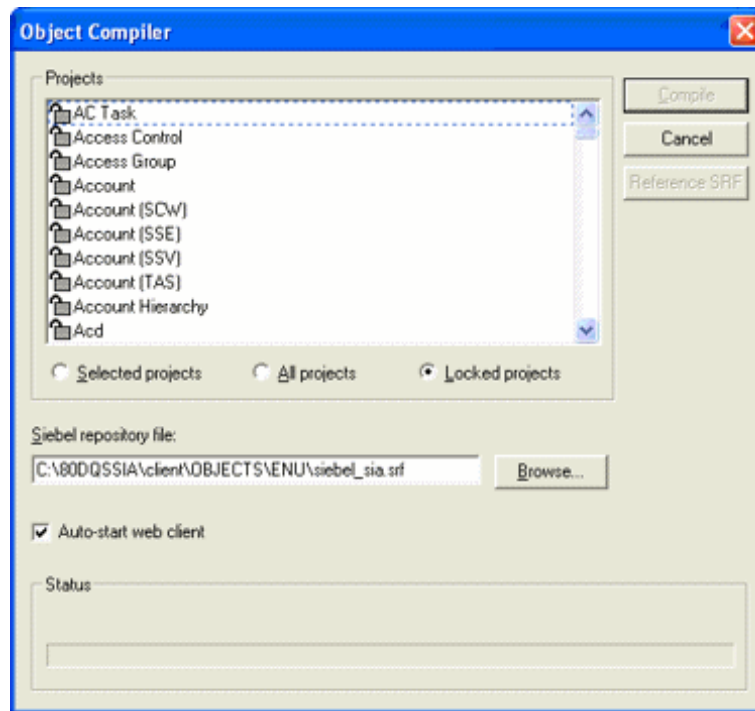 Object Compiler
Projects
AC Task
Access Control
Access Group
Account
Account (SCW)
Account (SSE)
Account (SSV)
Account (TAS)
Account Hierarchy
Acd
Selected projects All projects Locked projects
Compile
Cancel
Reference SRF
Siebel repository file:
C:\80DQSSIA\client\OBJECTS\ENU\siebel_sia.srf Browse...
Auto-start web client
Status